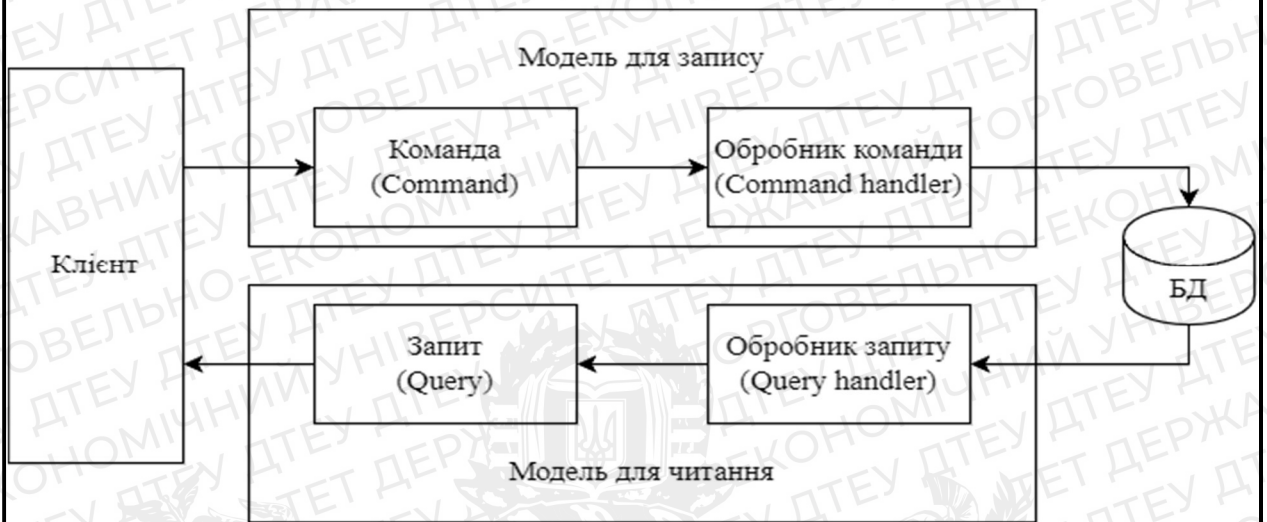 Модель для запису
Команда
(Command)
Обробник команди
(Command handler)
Клієнт
БД
Запит
(Query)
Обробник запиту
(Query handler)
Модель для читання